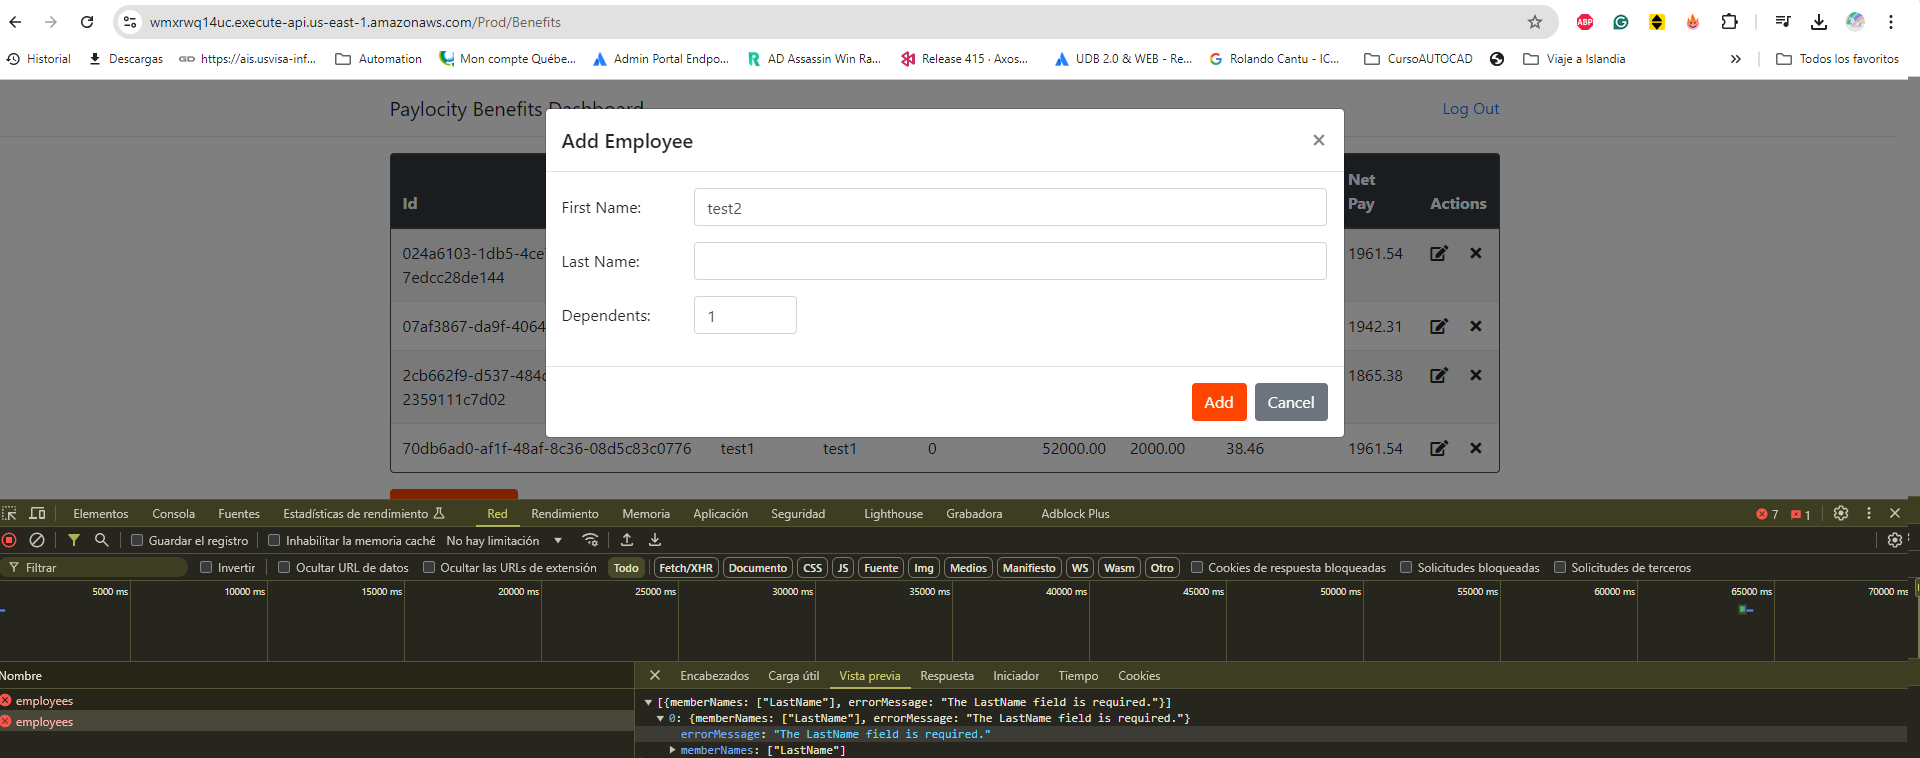 wmxrwq14uc.execute-api.us-east-1.amazonaws.com/Prod/Benefits
Historial Descargas https://ais.usvisa-inf... Automation Mon compte Québe... Admin Portal Endpo... AD Assassin Win Ra... Release 415 · Axos... UDB 2.0 & WEB - Re... Rolando Cantu - IC... CursoAUTOCAD Viaje a Islandia » Todos los favoritos
Paylocity Benefits Dashboard Log Out
Add Employee ×
First Name: test2
Last Name:
Dependents: 1
Add Cancel
Id Net Pay Actions
024a6103-1db5-4ce 1961.54
7edcc28de144
07af3867-da9f-4064 1942.31
2cb662f9-d537-484c 1865.38
2359111c7d02
70db6ad0-af1f-48af-8c36-08d5c83c0776 test1 test1 0 52000.00 2000.00 38.46 1961.54
Elementos Consola Fuentes Estadísticas de rendimiento Red Rendimiento Memoria Aplicación Seguridad Lighthouse Grabadora Adblock Plus 7 1
Guardar el registro Inhabilitar la memoria caché No hay limitación
Filtrar Invertir Ocultar URL de datos Ocultar las URLs de extensión Todo Fetch/XHR Documento CSS JS Fuente Img Medios Manifiesto WS Wasm Otro Cookies de respuesta bloqueadas Solicitudes bloqueadas Solicitudes de terceros
5000 ms 10000 ms 15000 ms 20000 ms 25000 ms 30000 ms 35000 ms 40000 ms 45000 ms 50000 ms 55000 ms 60000 ms 65000 ms 70000 ms
Nombre Encabezados Carga útil Vista previa Respuesta Iniciador Tiempo Cookies
employees
employees
[{memberNames: ["LastName"], errorMessage: "The LastName field is required."}]
0: {memberNames: ["LastName"], errorMessage: "The LastName field is required."}
errorMessage: "The LastName field is required."
memberNames: ["LastName"]